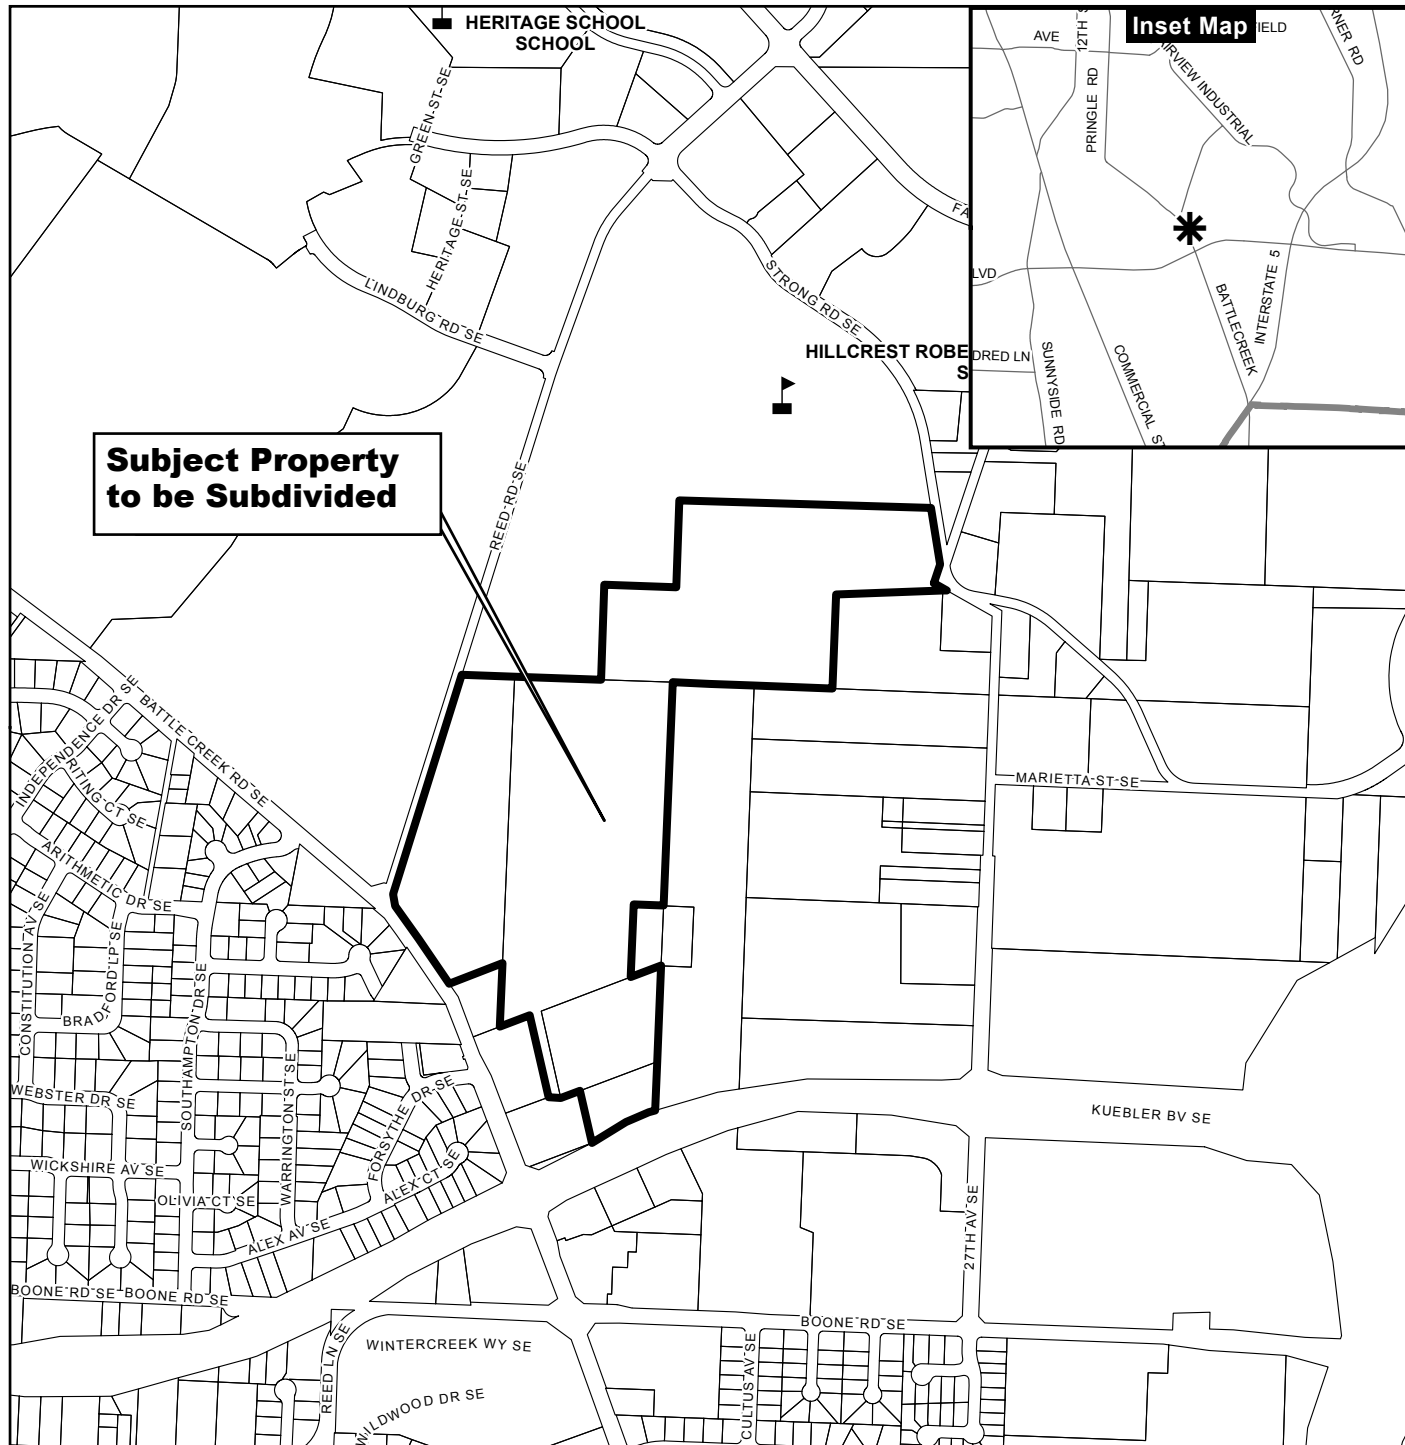 HERITAGE SCHOOL
SCHOOL
Inset Map
AVE
12TH S
IELD
RNER RD
PRINGLE RD
IRVIEW INDUSTRIAL
LVD
BATTLECREEK
INTERSTATE 5
DRED LN
SUNNYSIDE RD
COMMERCIAL ST
GREEN ST SE
HERITAGE ST SE
LINDBURG RD SE
FA
STRONG RD SE
HILLCREST ROBE
S
Subject Property
to be Subdivided
REED RD SE
INDEPENDENCE DR SE
BATTLE CREEK RD SE
RITING CT SE
ARITHMETIC DR SE
CONSTITUTION AV SE
BRADFORD LP SE
SOUTHAMPTON DR SE
WARRINGTON ST SE
WEBSTER DR SE
FORSYTHE DR SE
WICKSHIRE AV SE
OLIVIA CT SE
ALEX CT SE
ALEX AV SE
BOONE RD SE BOONE RD SE
MARIETTA ST SE
KUEBLER BV SE
27TH AV SE
BOONE RD SE
REED LN SE
WINTERCREEK WY SE
WILDWOOD DR SE
CULTUS AV SE